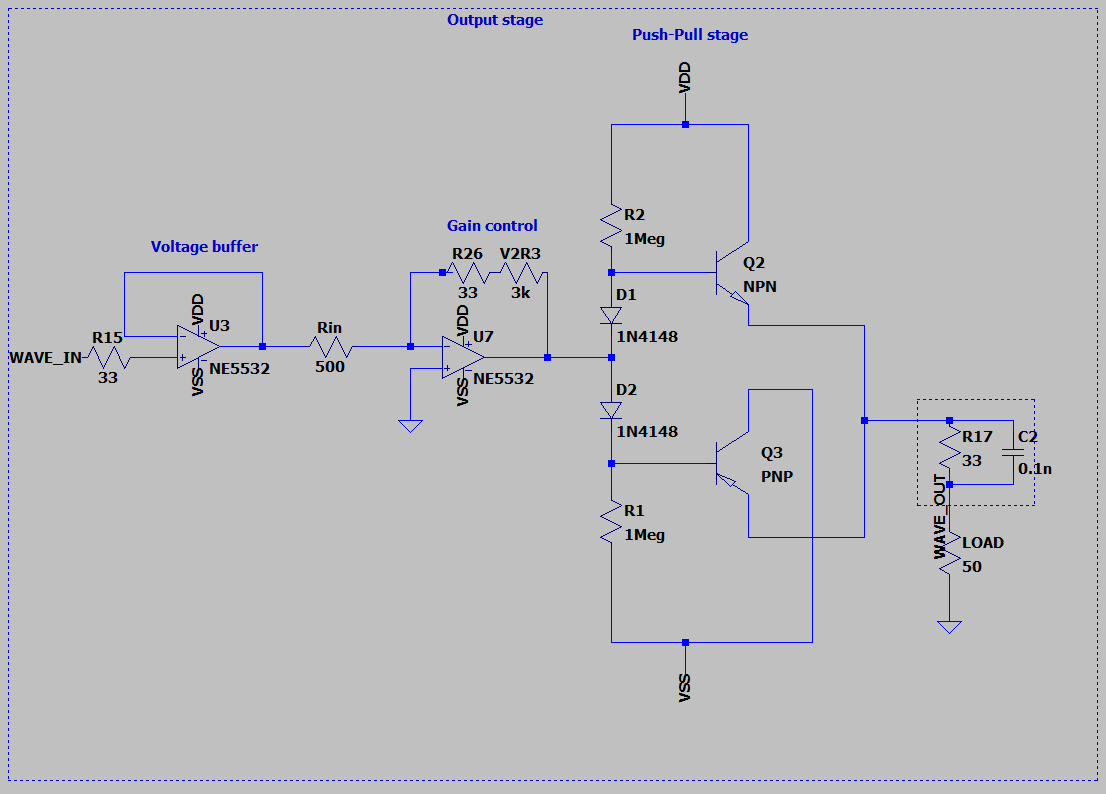 Output stage
Push-Pull stage
VDD
R2
1Meg
Gain control
Voltage buffer
R26
V2R3
33
3k
Q2
NPN
D1
1N4148
VDD
U3
NE5532
VSS
R15
33
WAVE_IN
Rin
500
VDD
U7
NE5532
VSS
D2
1N4148
Q3
PNP
R1
1Meg
VSS
R17
33
C2
0.1n
WAVE_OUT
LOAD
50